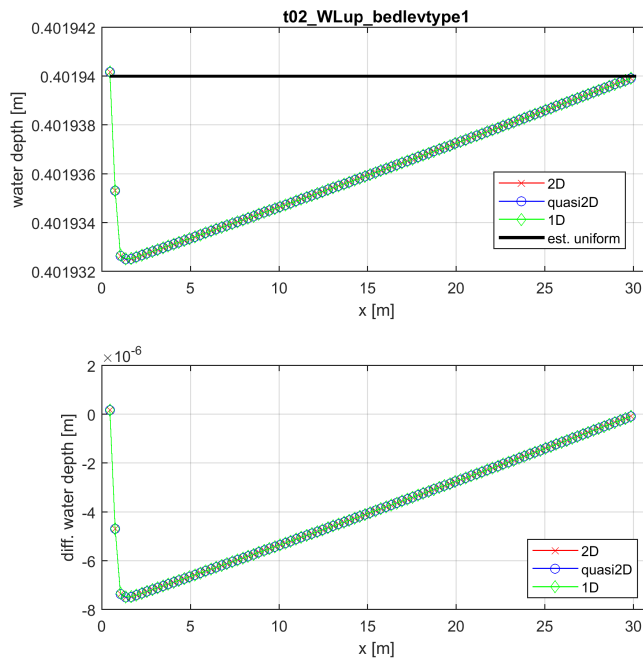 t02_WLup_bedlevtype1
0.401942
0.40194
0.401938
0.401936
0.401934
0.401932
water depth [m]
0 5 10 15 20 25 30
x [m]
2D
quasi2D
1D
est. uniform
×10⁻⁶
2
0
-2
-4
-6
-8
diff. water depth [m]
0 5 10 15 20 25 30
x [m]
2D
quasi2D
1D